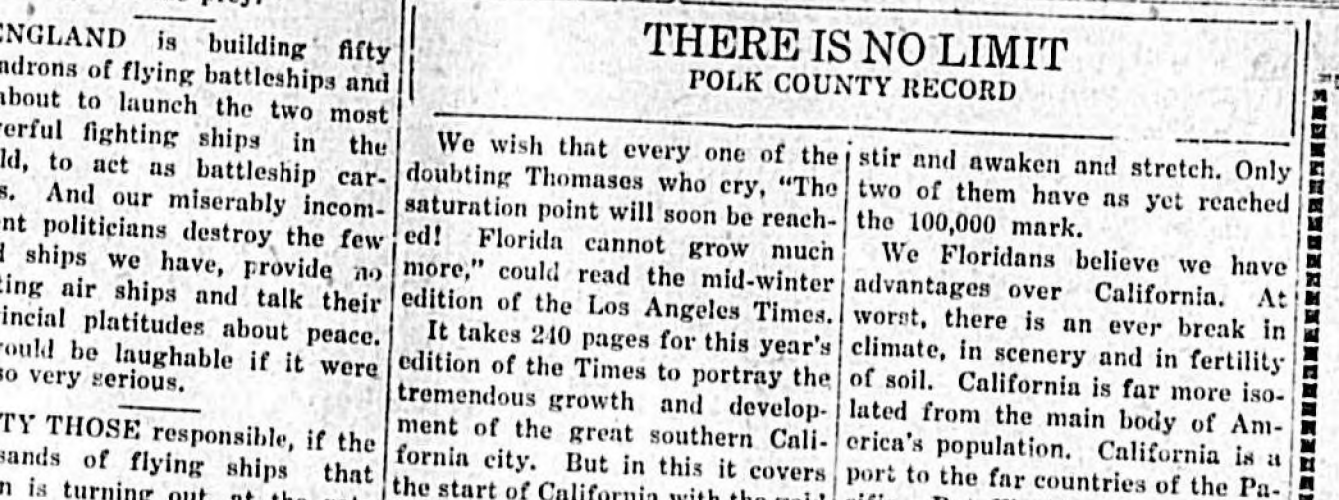 ENGLAND is building fifty
adrons of flying battleships and
about to launch the two most
erful fighting ships in the
ld, to act as battleship car-
s. And our miserably incom-
nt politicians destroy the few
ships we have, provide no
ting air ships and talk their
incial platitudes about peace.
ould be laughable if it were
so very serious.
TY THOSE responsible, if the
sands of flying ships that
n is turning out
THERE IS NO LIMIT
POLK COUNTY RECORD
We wish that every one of the
doubting Thomases who cry, "The
saturation point will soon be reach-
ed! Florida cannot grow much
more," could read the mid-winter
edition of the Los Angeles Times.
It takes 240 pages for this year's
edition of the Times to portray the
tremendous growth and develop-
ment of the great southern Cali-
fornia city. But in this it covers
the start of California with the
stir and awaken and stretch. Only
two of them have as yet reached
the 100,000 mark.
We Floridans believe we have
advantages over California. At
worst, there is an ever break in
climate, in scenery and in fertility
of soil. California is far more iso-
lated from the main body of Am-
erica's population. California is a
port to the far countries of the Pa-